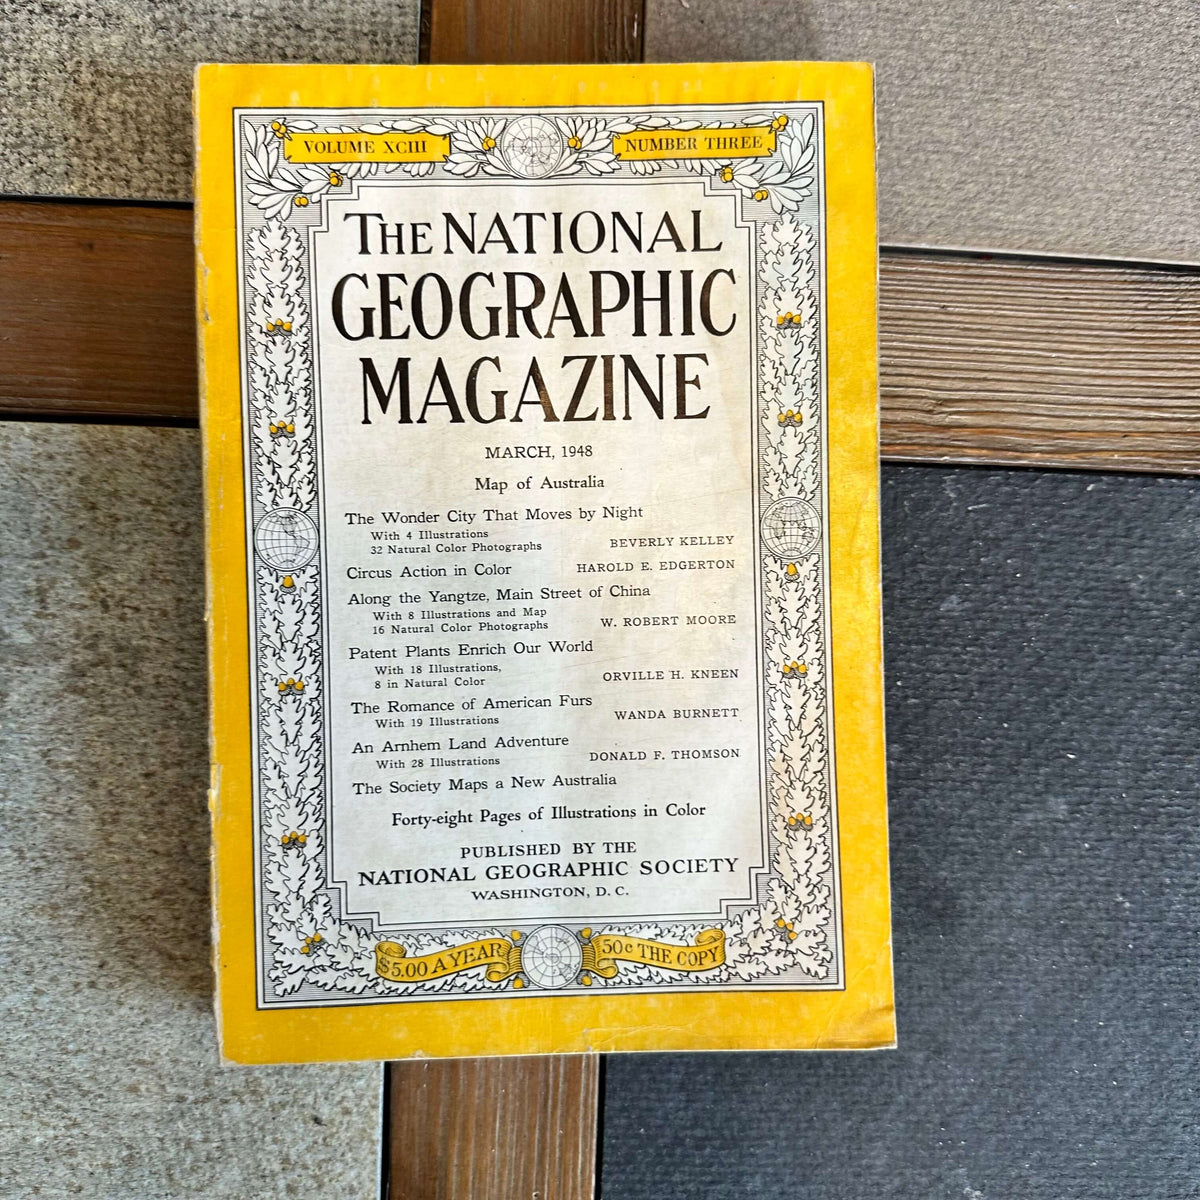 VOLUME XCIII
NUMBER THREE
THE NATIONAL
GEOGRAPHIC
MAGAZINE
MARCH, 1948
Map of Australia
The Wonder City That Moves by Night
With 4 Illustrations
32 Natural Color Photographs
BEVERLY KELLEY
Circus Action in Color
HAROLD E. EDGERTON
Along the Yangtze, Main Street of China
With 8 Illustrations and Map
16 Natural Color Photographs
W. ROBERT MOORE
Patent Plants Enrich Our World
With 18 Illustrations,
8 in Natural Color
ORVILLE H. KNEEN
The Romance of American Furs
With 19 Illustrations
WANDA BURNETT
An Arnhem Land Adventure
With 28 Illustrations
DONALD F. THOMSON
The Society Maps a New Australia
Forty-eight Pages of Illustrations in Color
PUBLISHED BY THE
NATIONAL GEOGRAPHIC SOCIETY
WASHINGTON, D. C.
$5.00 A YEAR
50c THE COPY